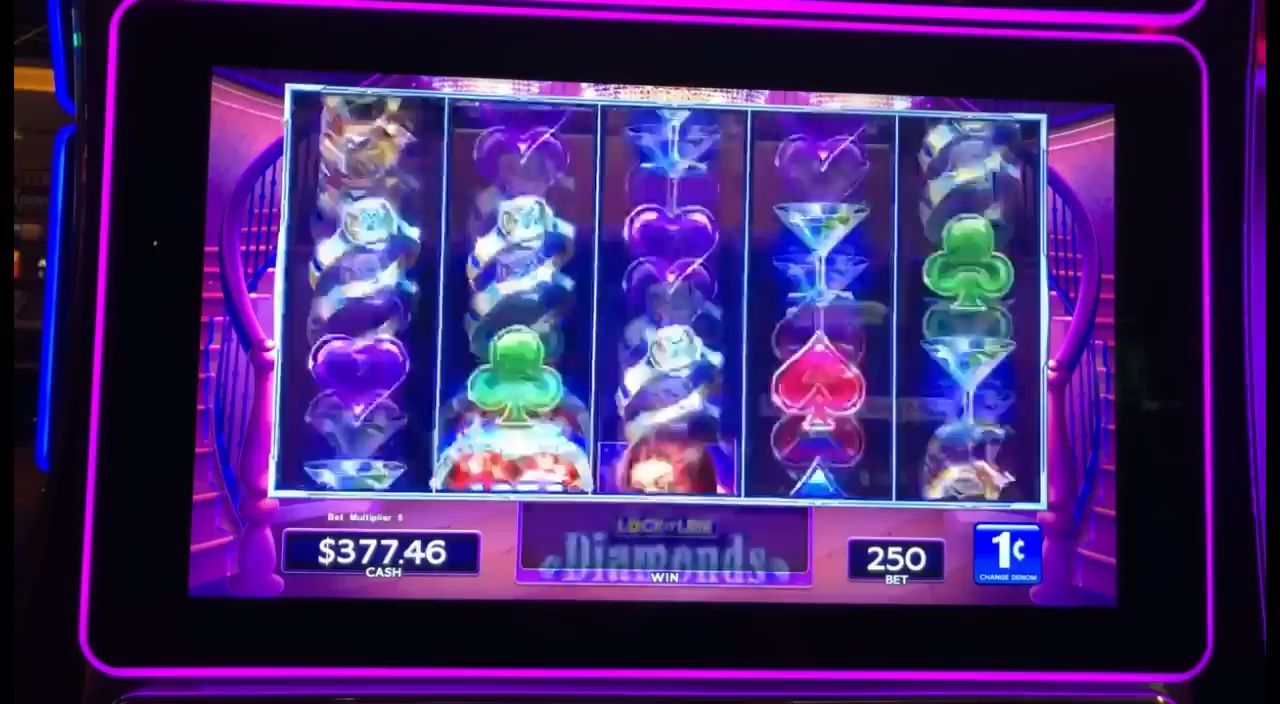 Bet Multiplier 5
$377.46
CASH
LOCK IT LINK
Diamonds
WIN
250
BET
1¢
CHANGE DENOM